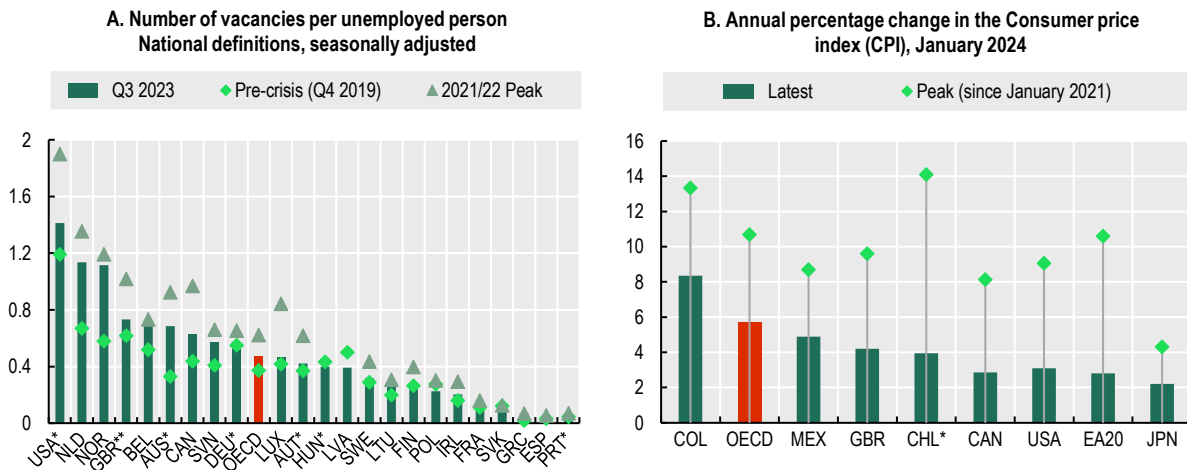 A. Number of vacancies per unemployed person
National definitions, seasonally adjusted
Q3 2023
Pre-crisis (Q4 2019)
2021/22 Peak
2
1.6
1.2
0.8
0.4
0
USA*
NLD
NOR
GBR**
BEL
AUS*
CAN
SVN
DEU*
OECD
LUX
AUT*
HUN*
LVA
SWE
LTU
FIN
POL
IRL
FRA
SVK
GRC
ESP
PRT*
B. Annual percentage change in the Consumer price
index (CPI), January 2024
Latest
Peak (since January 2021)
16
14
12
10
8
6
4
2
0
COL
OECD
MEX
GBR
CHL*
CAN
USA
EA20
JPN